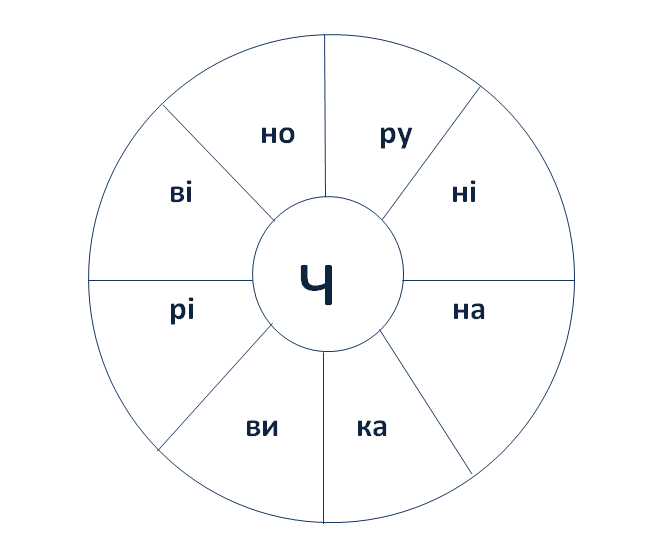 но ру
ві ні
Ч
рі на
ви ка